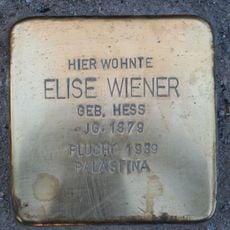 HIER WOHNTE
ELISE WIENER
GEB. HESS
JG. 1879
FLUCHT 1939
PALÄSTINA